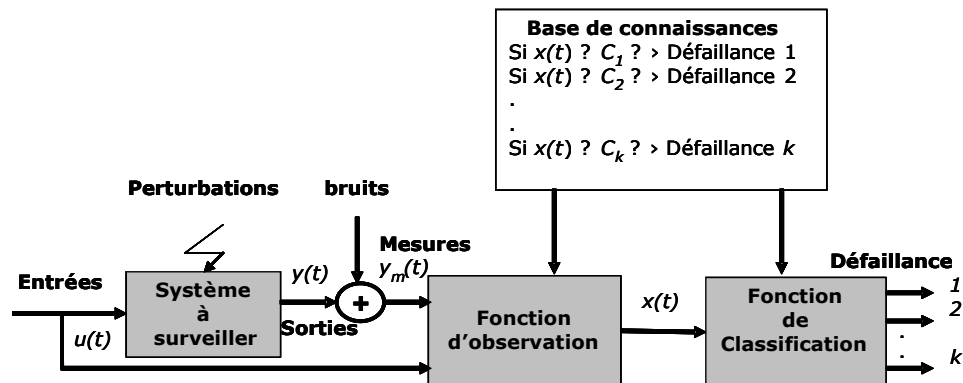 Base de connaissances
Si x(t) ? C1 ? › Défaillance 1
Si x(t) ? C2 ? › Défaillance 2
.
.
Si x(t) ? Ck ? › Défaillance k
Perturbations
bruits
Mesures
ym(t)
Entrées
u(t)
Système
à
surveiller
y(t)
Sorties
+
Fonction
d'observation
x(t)
Fonction
de
Classification
Défaillance
1
2
.
.
k